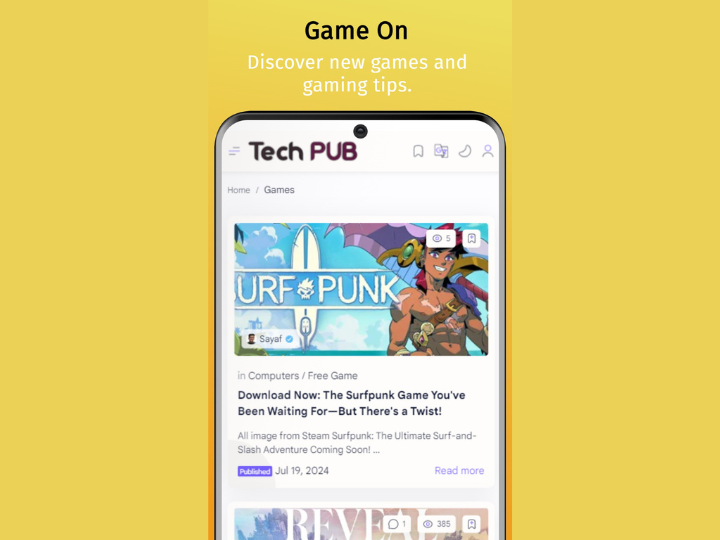 Game On
Discover new games and
gaming tips.
Tech PUB
Home / Games
5
SURF PUNK
Sayaf
in Computers / Free Game
Download Now: The Surfpunk Game You've
Been Waiting For—But There's a Twist!
All image from Steam Surfpunk: The Ultimate Surf-and-
Slash Adventure Coming Soon! ...
Published Jul 19, 2024
Read more
REVEAL
1
385